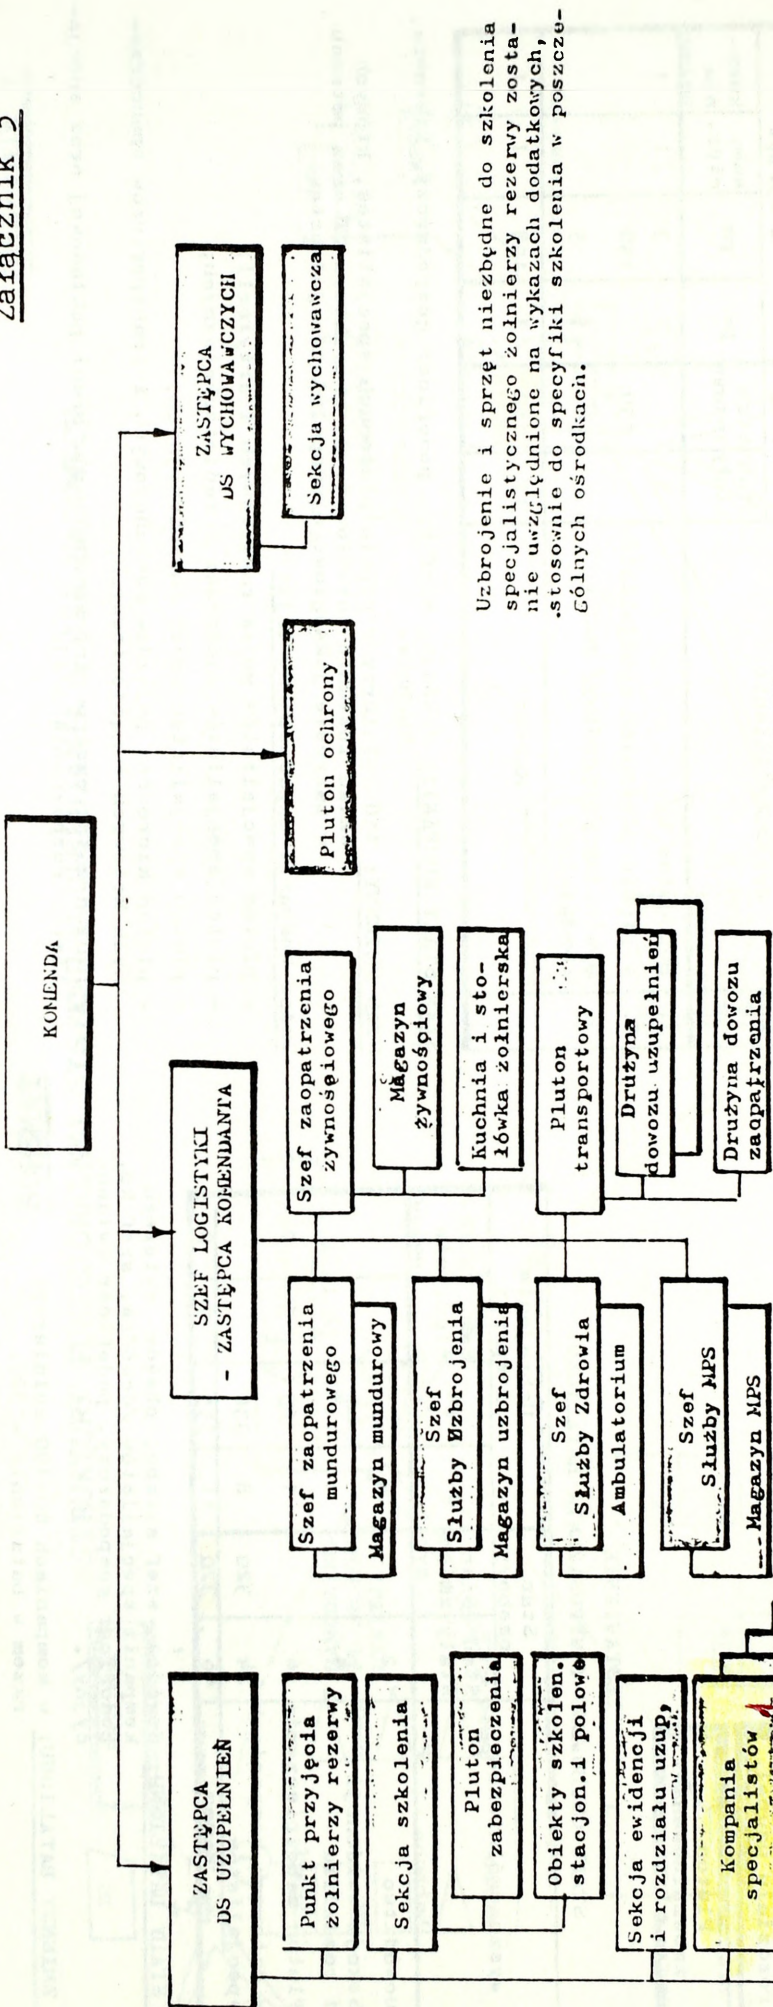 Załącznik 5
KOMENDA
ZASTĘPCA
DS UZUPEŁNIEŃ
Punkt przyjęcia
żołnierzy rezerwy
Sekcja szkolenia
Pluton
zabezpieczenia
Obiekty szkolen.
stacjon.i polowe
Sekcja ewidencji
i rozdziału uzup,
Kompania
specjalistów
SZEF LOGISTYKI
- ZASTĘPCA KOMENDANTA
Szef zaopatrzenia
mundurowego
Magazyn mundurowy
Szef
Służby Uzbrojenia
Magazyn uzbrojenia
Szef
Służby Zdrowia
Ambulatorium
Szef
Służby MPS
Magazyn MPS
Szef zaopatrzenia
żywnościowego
Magazyn
żywnościowy
Kuchnia i sto-
łówka żołnierska
Pluton
transportowy
Drużyna
dowozu uzupełnień
Drużyna dowozu
zaopatrzenia
Pluton ochrony
ZASTĘPCA
DS WYCHOWAWCZYCH
Sekcja wychowawcza
Uzbrojenie i sprzęt niezbędne do szkolenia
specjalistycznego żołnierzy rezerwy zosta-
nie uwzględnione na wykazach dodatkowych,
stosownie do specyfiki szkolenia w poszcze-
gólnych ośrodkach.